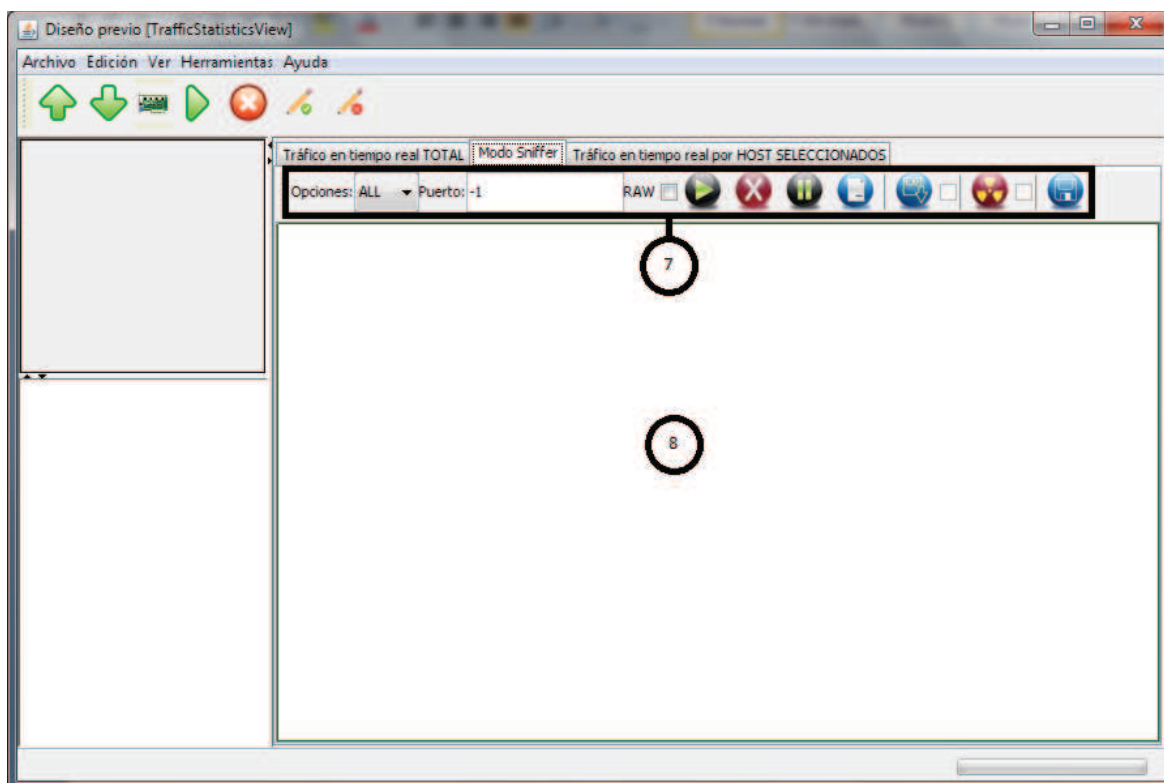 Diseño previo [TrafficStatisticsView]
Archivo Edición Ver Herramientas Ayuda
Tráfico en tiempo real TOTAL Modo Sniffer Tráfico en tiempo real por HOST SELECCIONADOS
Opciones: ALL Puerto: -1 RAW
7
8